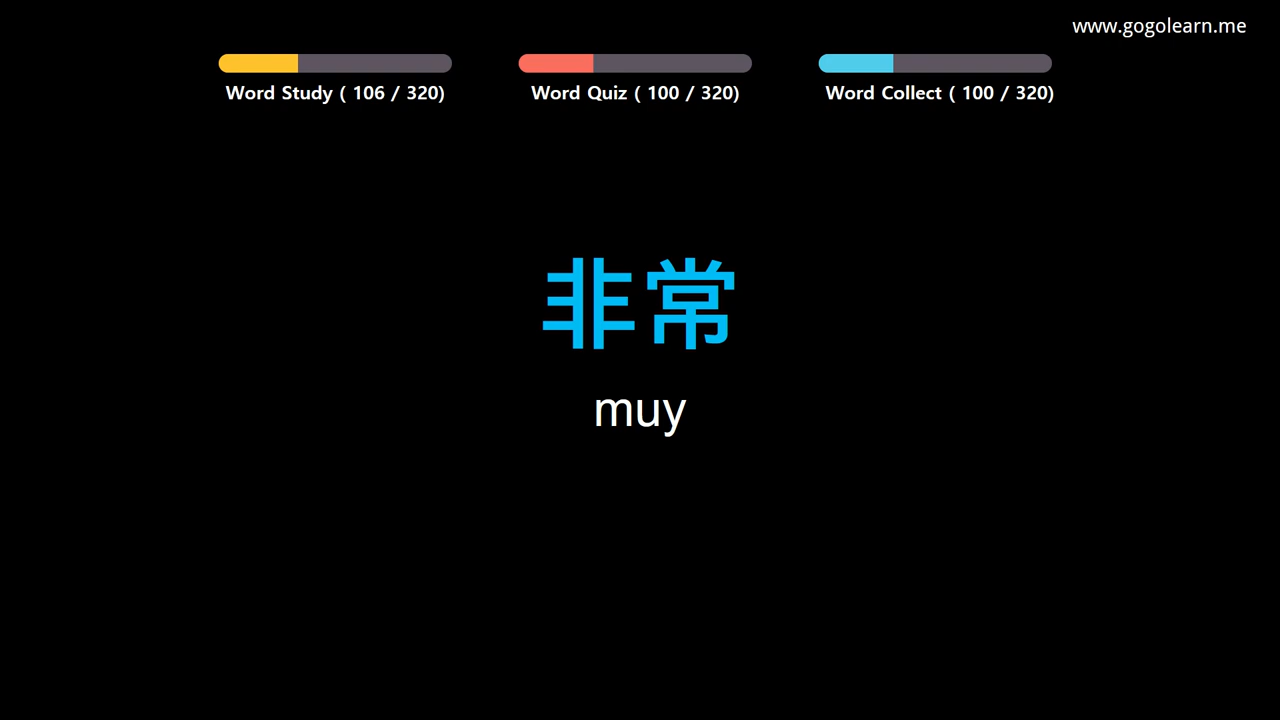 www.gogolearn.me
Word Study ( 106 / 320)
Word Quiz ( 100 / 320)
Word Collect ( 100 / 320)
非常
muy